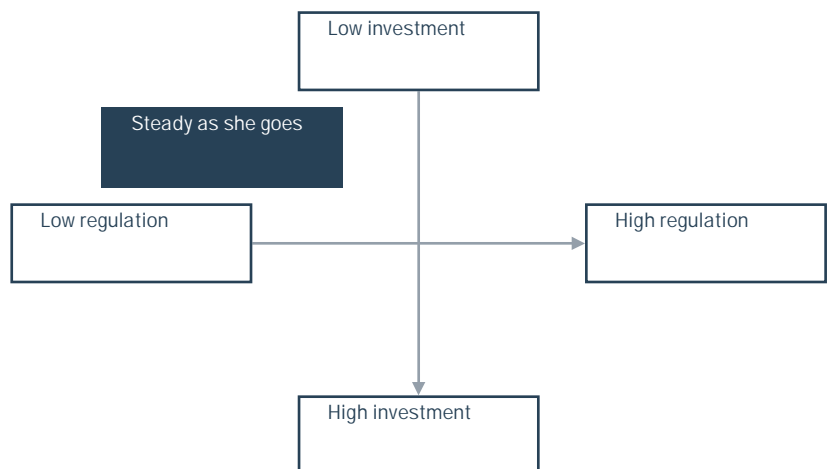 Low investment
Steady as she goes
Low regulation
High regulation
High investment